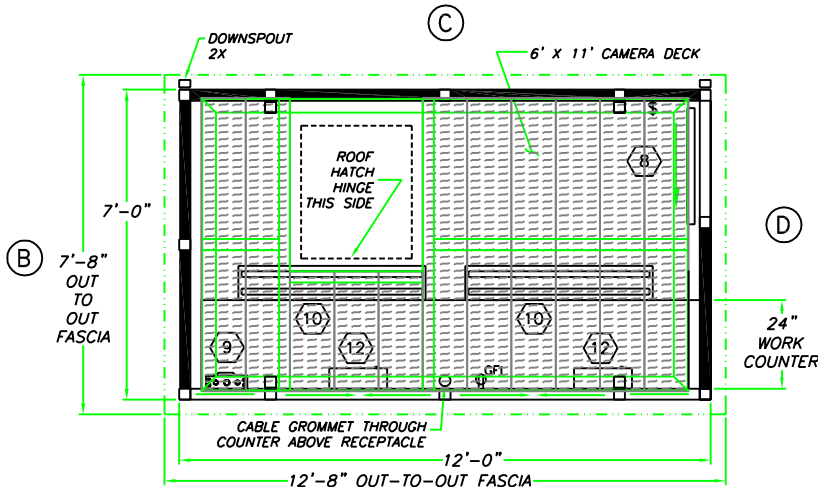 C
DOWNSPOUT
2X
6' X 11' CAMERA DECK
$
8
ROOF
HATCH
HINGE
THIS SIDE
7'-0"
B
D
7'-8"
OUT
TO
OUT
FASCIA
10
10
9
12
12
24"
WORK
COUNTER
GFI
CABLE GROMMET THROUGH
COUNTER ABOVE RECEPTACLE
12'-0"
12'-8" OUT-TO-OUT FASCIA